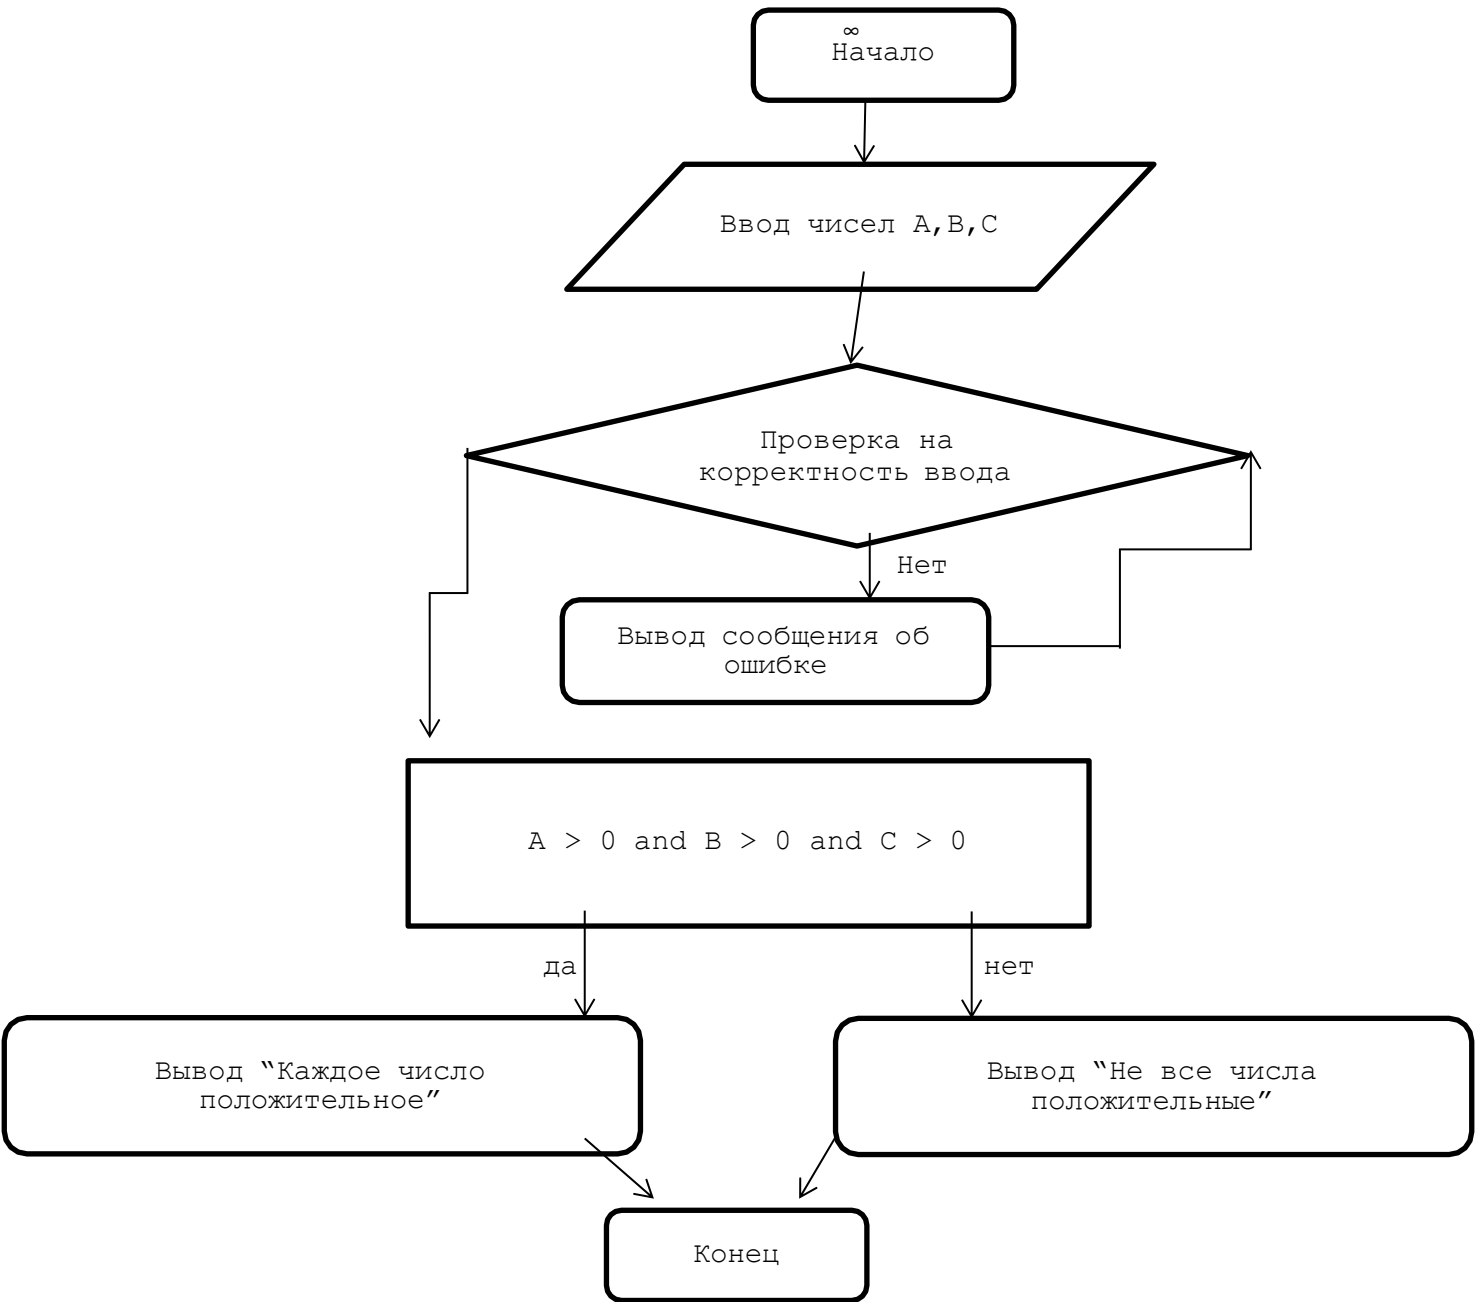 ∞
Начало
Ввод чисел A,B,C
Проверка на
корректность ввода
Нет
Вывод сообщения об
ошибке
A > 0 and B > 0 and C > 0
да
нет
Вывод “Каждое число
положительное”
Вывод “Не все числа
положительные”
Конец